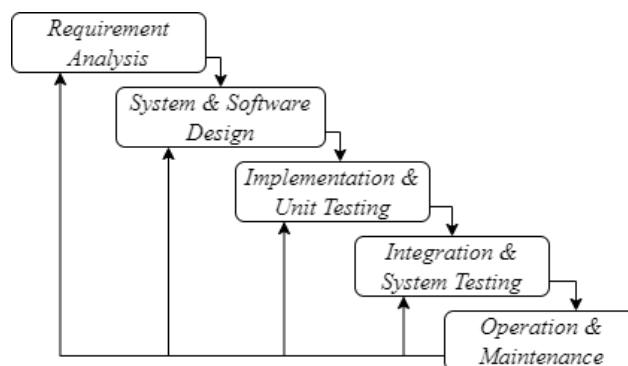 Requirement
Analysis
System & Software
Design
Implementation &
Unit Testing
Integration &
System Testing
Operation &
Maintenance